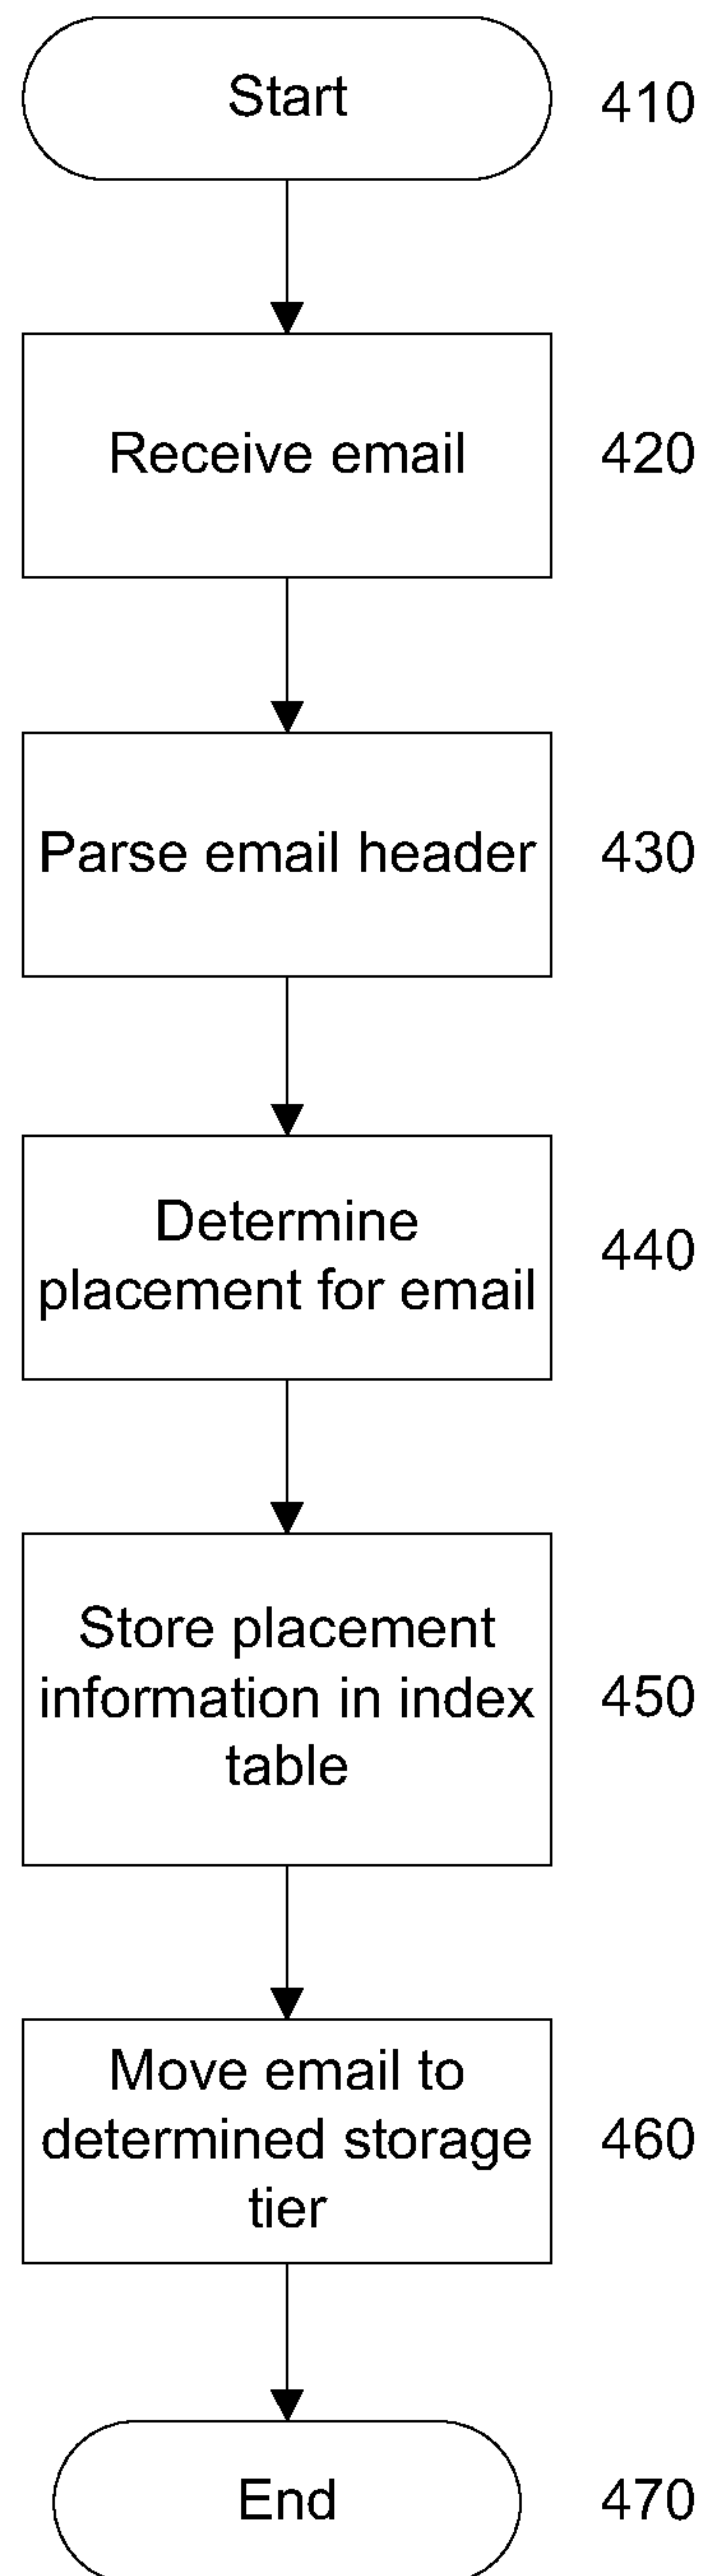 Start 410
Receive email 420
Parse email header 430
Determine
placement for email
440
Store placement
information in index
table
450
Move email to
determined storage
tier
460
End 470